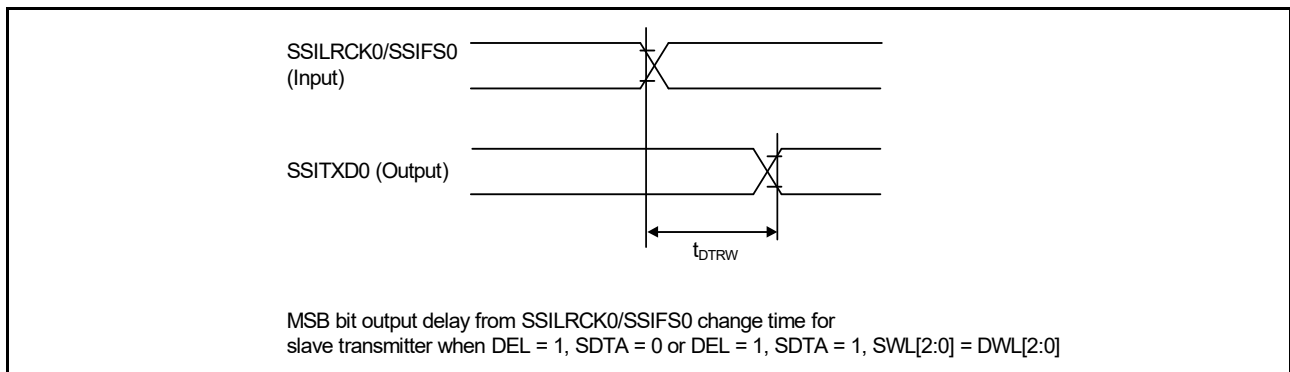 SSILRCK0/SSIFS0
(Input)
SSITXD0 (Output)
tDTRW
MSB bit output delay from SSILRCK0/SSIFS0 change time for
slave transmitter when DEL = 1, SDTA = 0 or DEL = 1, SDTA = 1, SWL[2:0] = DWL[2:0]